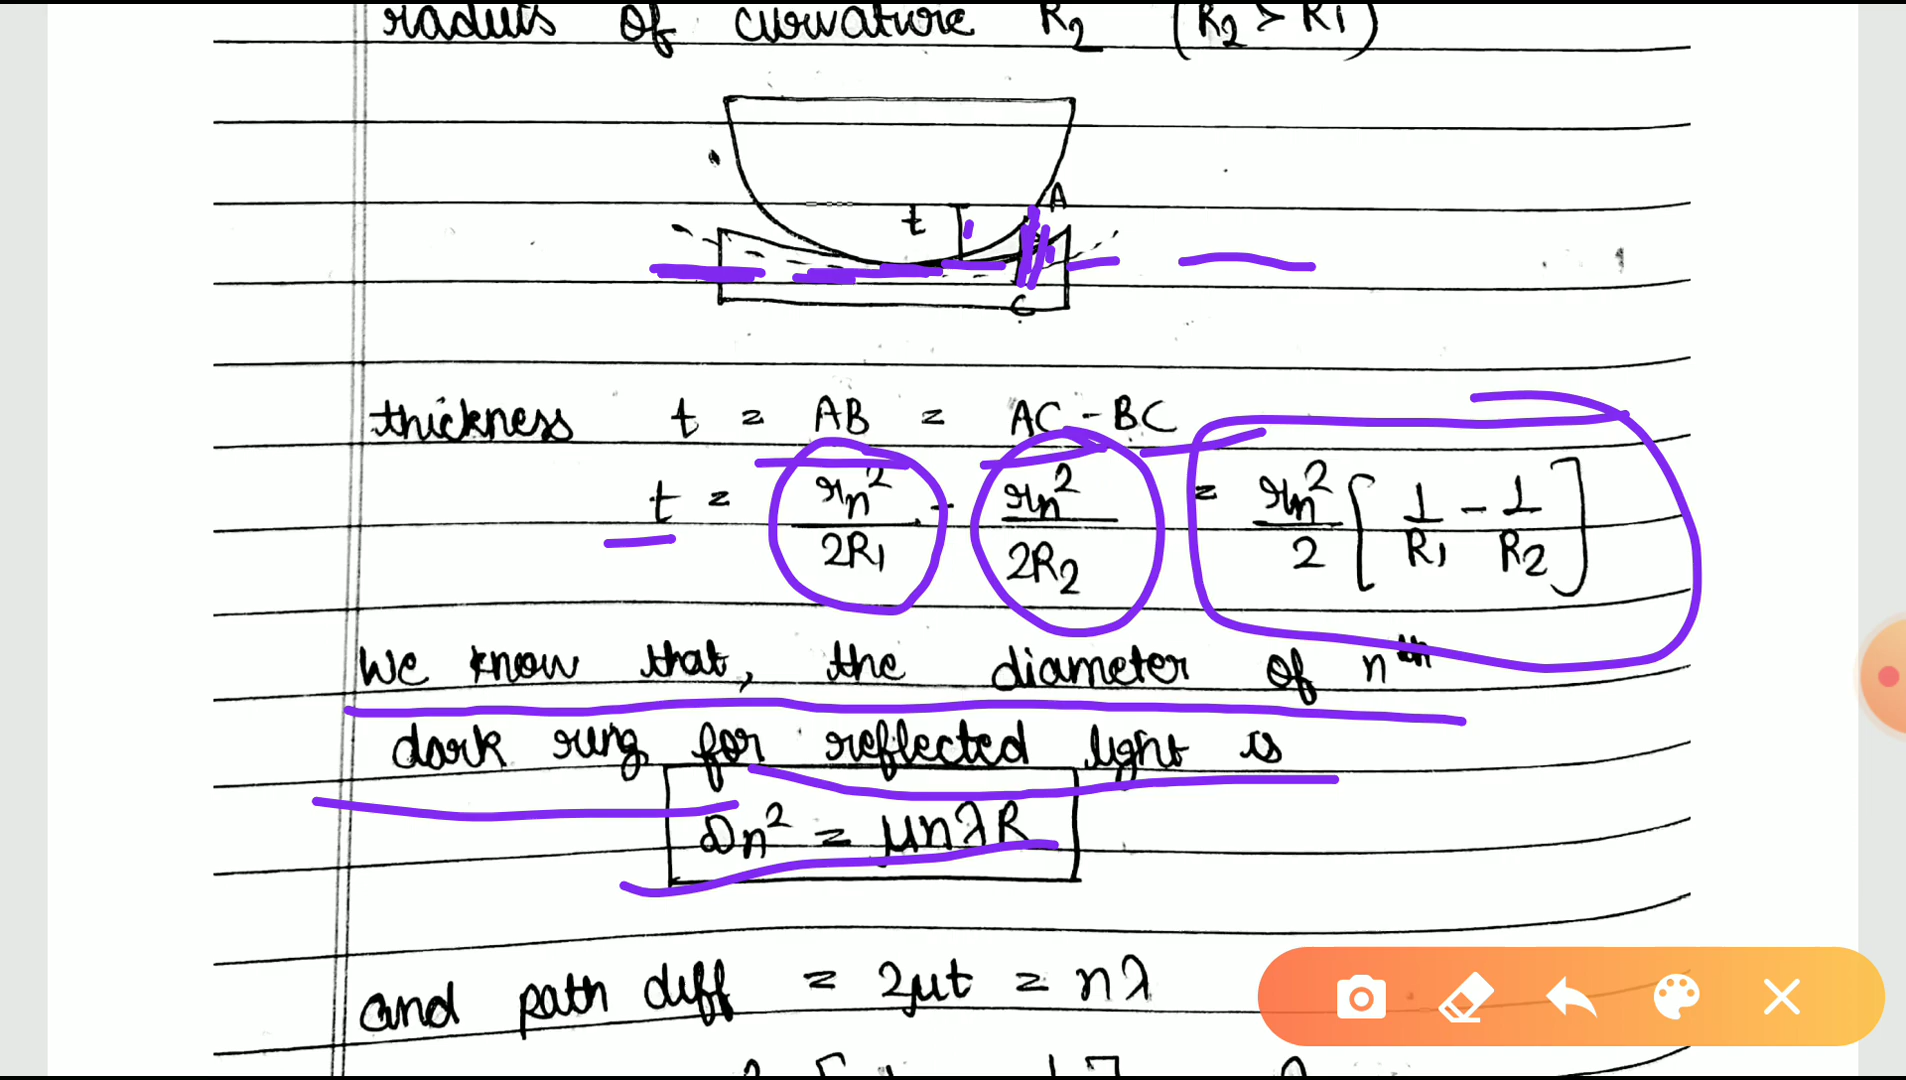 radius of curvature R₂ (R₂ > R₁)
A
t
C
thickness t = AB = AC - BC
t = rn²/2R₁ - rn²/2R₂ = rn²/2 [1/R₁ - 1/R₂]
We know that, the diameter of nth
dark ring for reflected light is
Dn² = μnλR
and path diff = 2μt = nλ